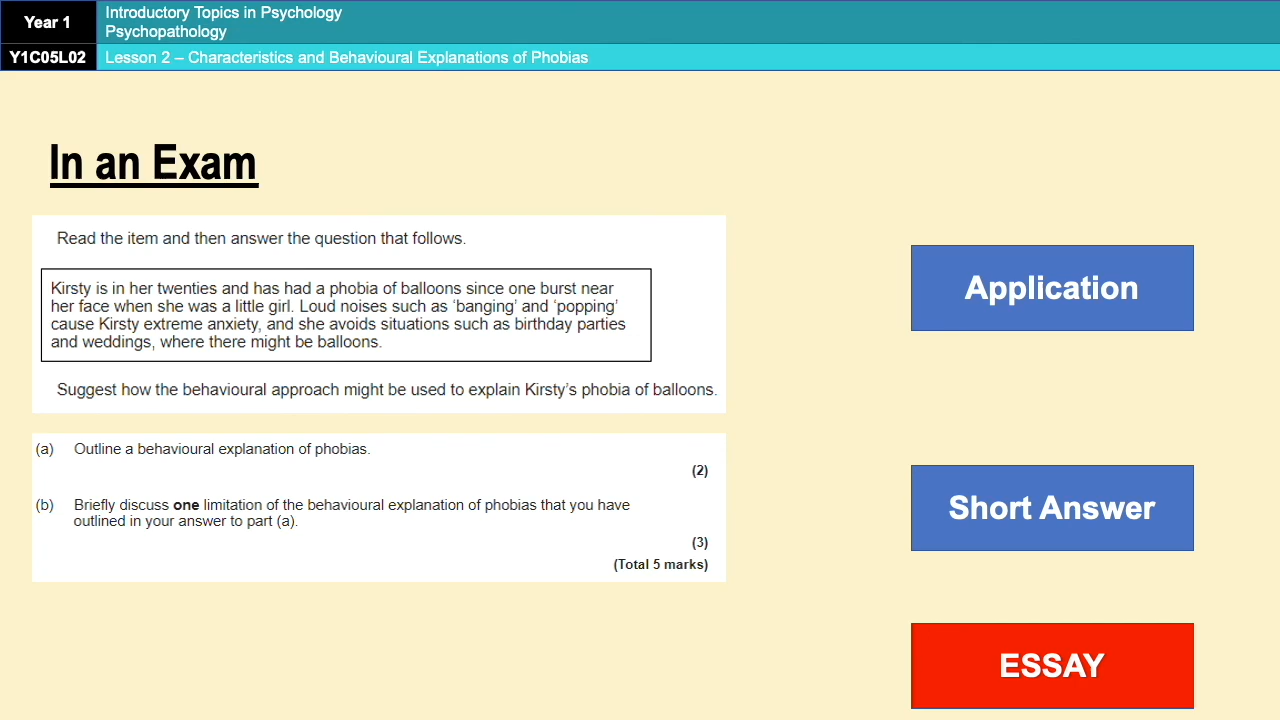 Year 1
Introductory Topics in Psychology
Psychopathology
Y1C05L02
Lesson 2 – Characteristics and Behavioural Explanations of Phobias
In an Exam
Read the item and then answer the question that follows.
Kirsty is in her twenties and has had a phobia of balloons since one burst near
her face when she was a little girl. Loud noises such as ‘banging’ and ‘popping’
cause Kirsty extreme anxiety, and she avoids situations such as birthday parties
and weddings, where there might be balloons.
Suggest how the behavioural approach might be used to explain Kirsty’s phobia of balloons.
(a) Outline a behavioural explanation of phobias.
(2)
(b) Briefly discuss one limitation of the behavioural explanation of phobias that you have
outlined in your answer to part (a).
(3)
(Total 5 marks)
Application
Short Answer
ESSAY